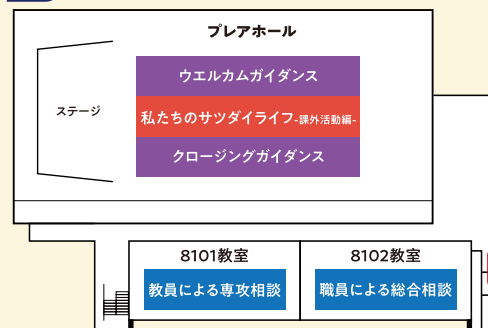 プレアホール
ウエルカムガイダンス
ステージ
私たちのサツダイライフ-課外活動編-
クロージングガイダンス
8101教室
8102教室
教員による専攻相談
職員による総合相談